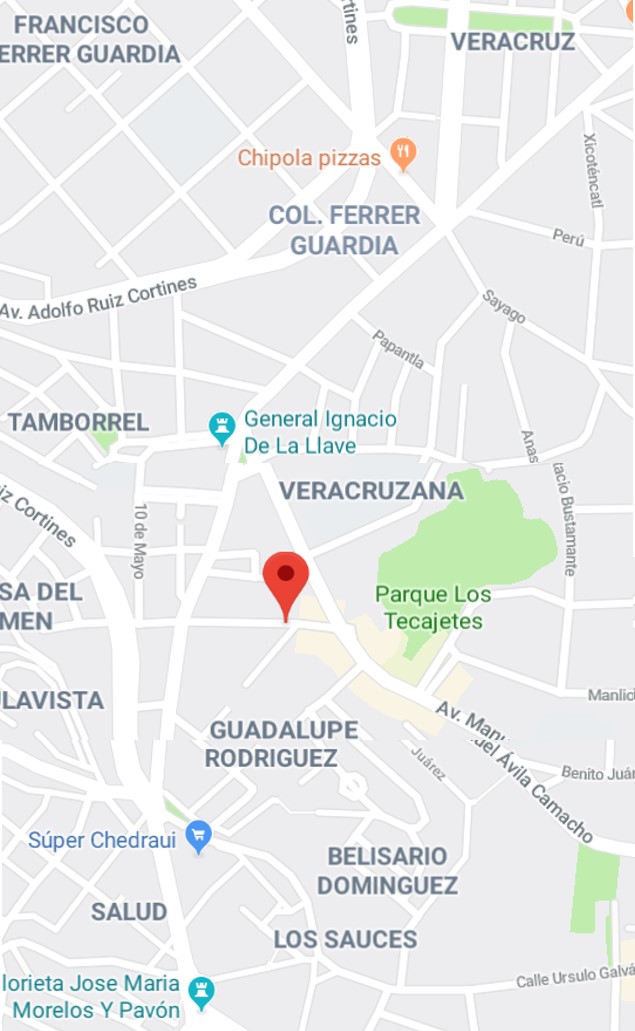 FRANCISCO
ERRER GUARDIA
rtines
VERACRUZ
Chipola pizzas
Xicoténcatl
COL. FERRER
GUARDIA
Perú
Av. Adolfo Ruiz Cortines
Sayago
Papantla
TAMBORREL
General Ignacio
De La Llave
Anas
VERACRUZANA
iz Cortines
10 de Mayo
tacio Bustamante
SA DEL
MEN
Parque Los
Tecajetes
LAVISTA
Manlio
Av. Manu
uel Ávila Camacho
GUADALUPE
RODRIGUEZ
Juárez
Benito Juár
Súper Chedraui
BELISARIO
DOMINGUEZ
SALUD
LOS SAUCES
lorieta Jose Maria
Morelos Y Pavón
Calle Ursulo Galvá